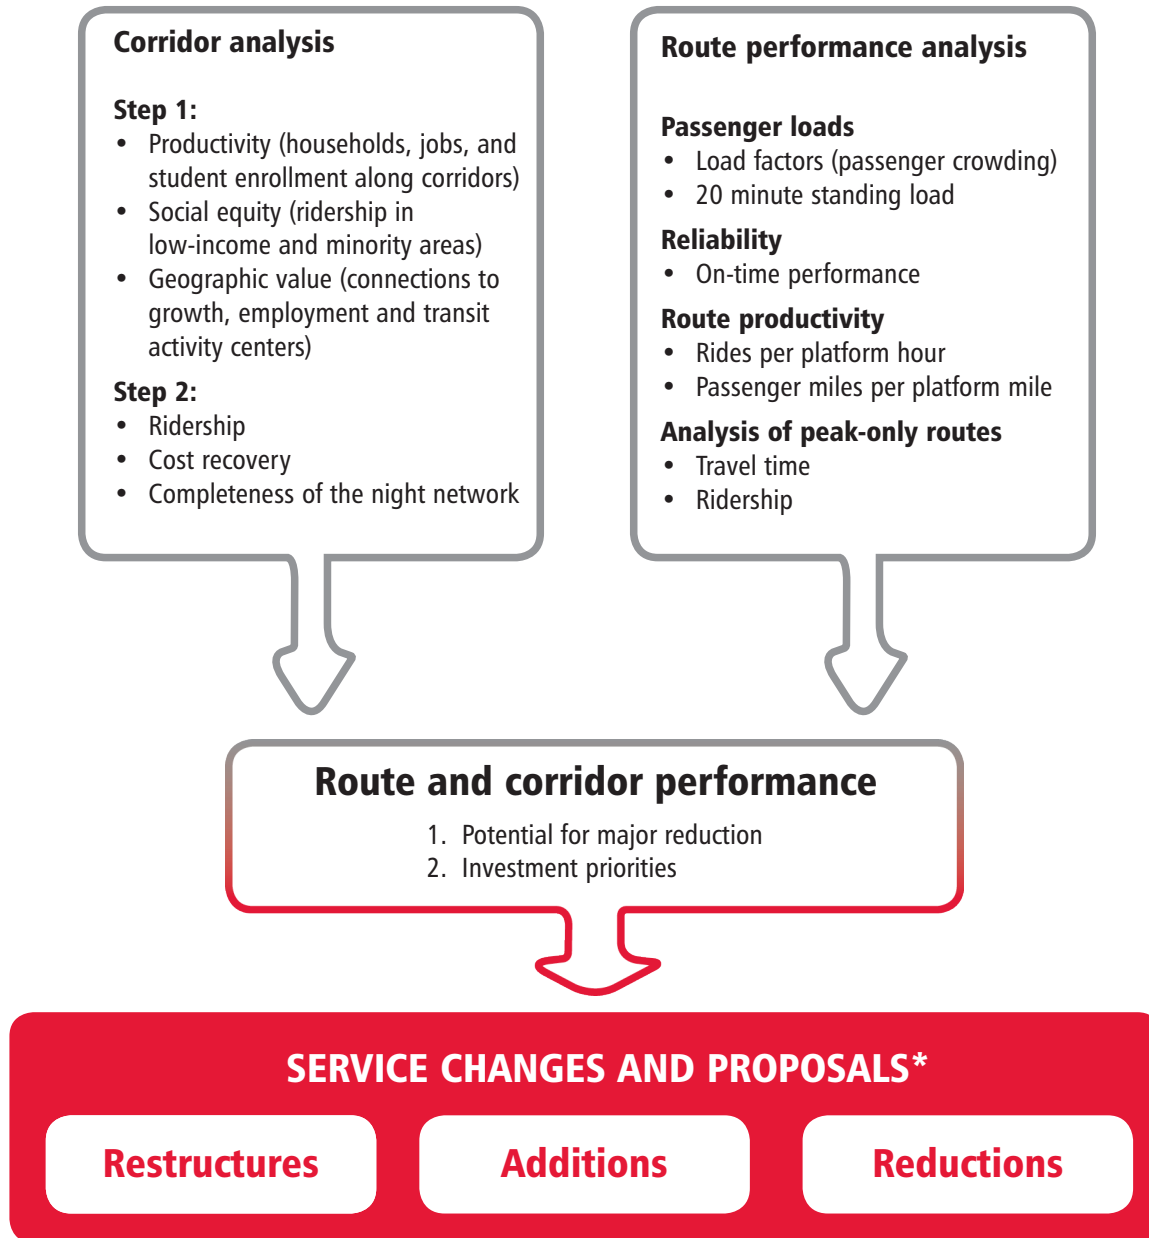 Corridor analysis
Step 1:
• Productivity (households, jobs, and
student enrollment along corridors)
• Social equity (ridership in
low-income and minority areas)
• Geographic value (connections to
growth, employment and transit
activity centers)
Step 2:
• Ridership
• Cost recovery
• Completeness of the night network
Route performance analysis
Passenger loads
• Load factors (passenger crowding)
• 20 minute standing load
Reliability
• On-time performance
Route productivity
• Rides per platform hour
• Passenger miles per platform mile
Analysis of peak-only routes
• Travel time
• Ridership
Route and corridor performance
1. Potential for major reduction
2. Investment priorities
SERVICE CHANGES AND PROPOSALS*
Restructures
Additions
Reductions